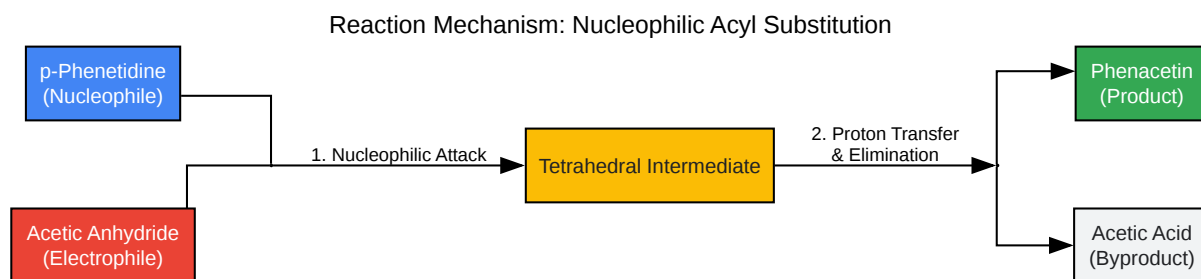 Reaction Mechanism: Nucleophilic Acyl Substitution
p-Phenetidine
(Nucleophile)
Acetic Anhydride
(Electrophile)
1. Nucleophilic Attack
Tetrahedral Intermediate
2. Proton Transfer
& Elimination
Phenacetin
(Product)
Acetic Acid
(Byproduct)